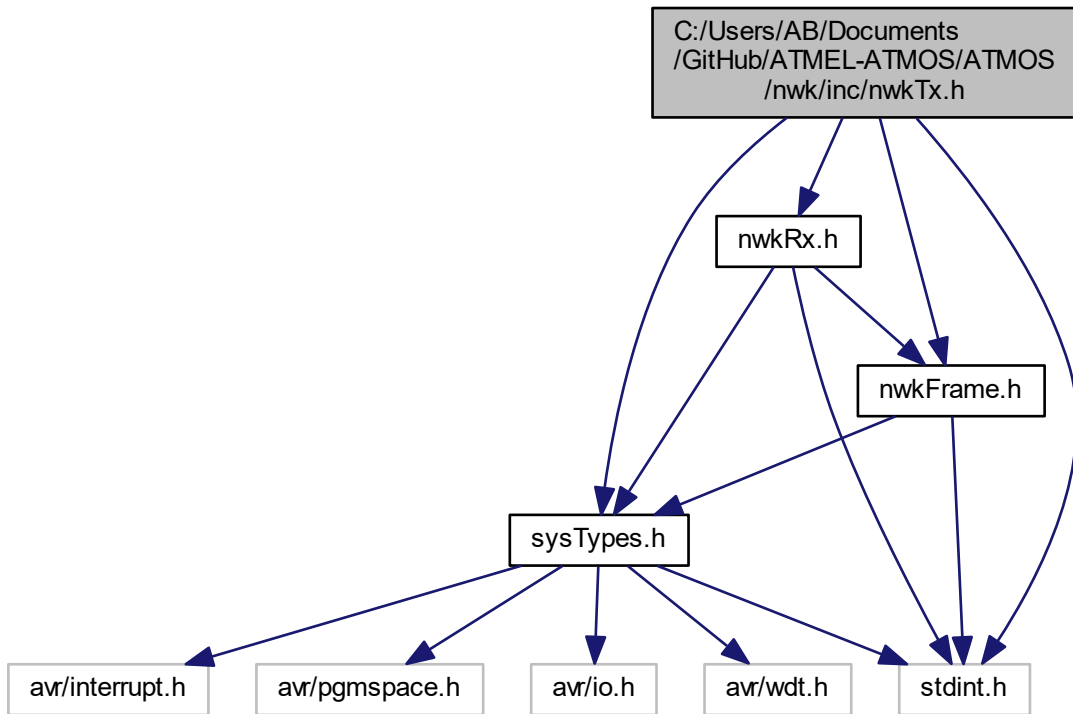 C:/Users/AB/Documents
/GitHub/ATMEL-ATMOS/ATMOS
/nwk/inc/nwkTx.h
nwkRx.h
nwkFrame.h
sysTypes.h
avr/interrupt.h
avr/pgmspace.h
avr/io.h
avr/wdt.h
stdint.h